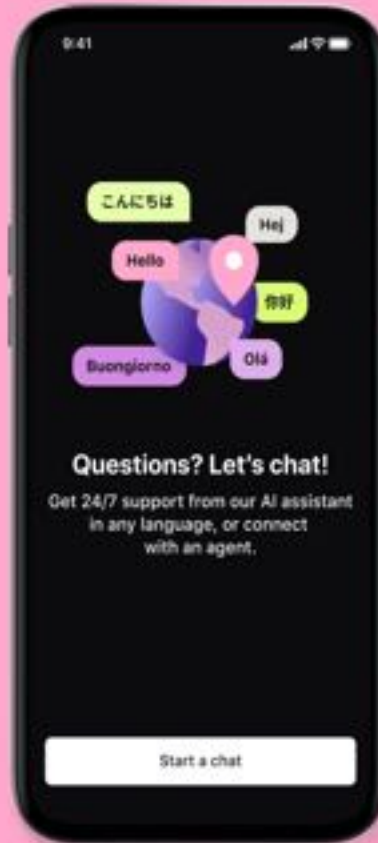 9:41
こんにちは
Hej
Hello
你好
Olá
Buongiorno
Questions? Let's chat!
Get 24/7 support from our AI assistant
in any language, or connect
with an agent.
Start a chat